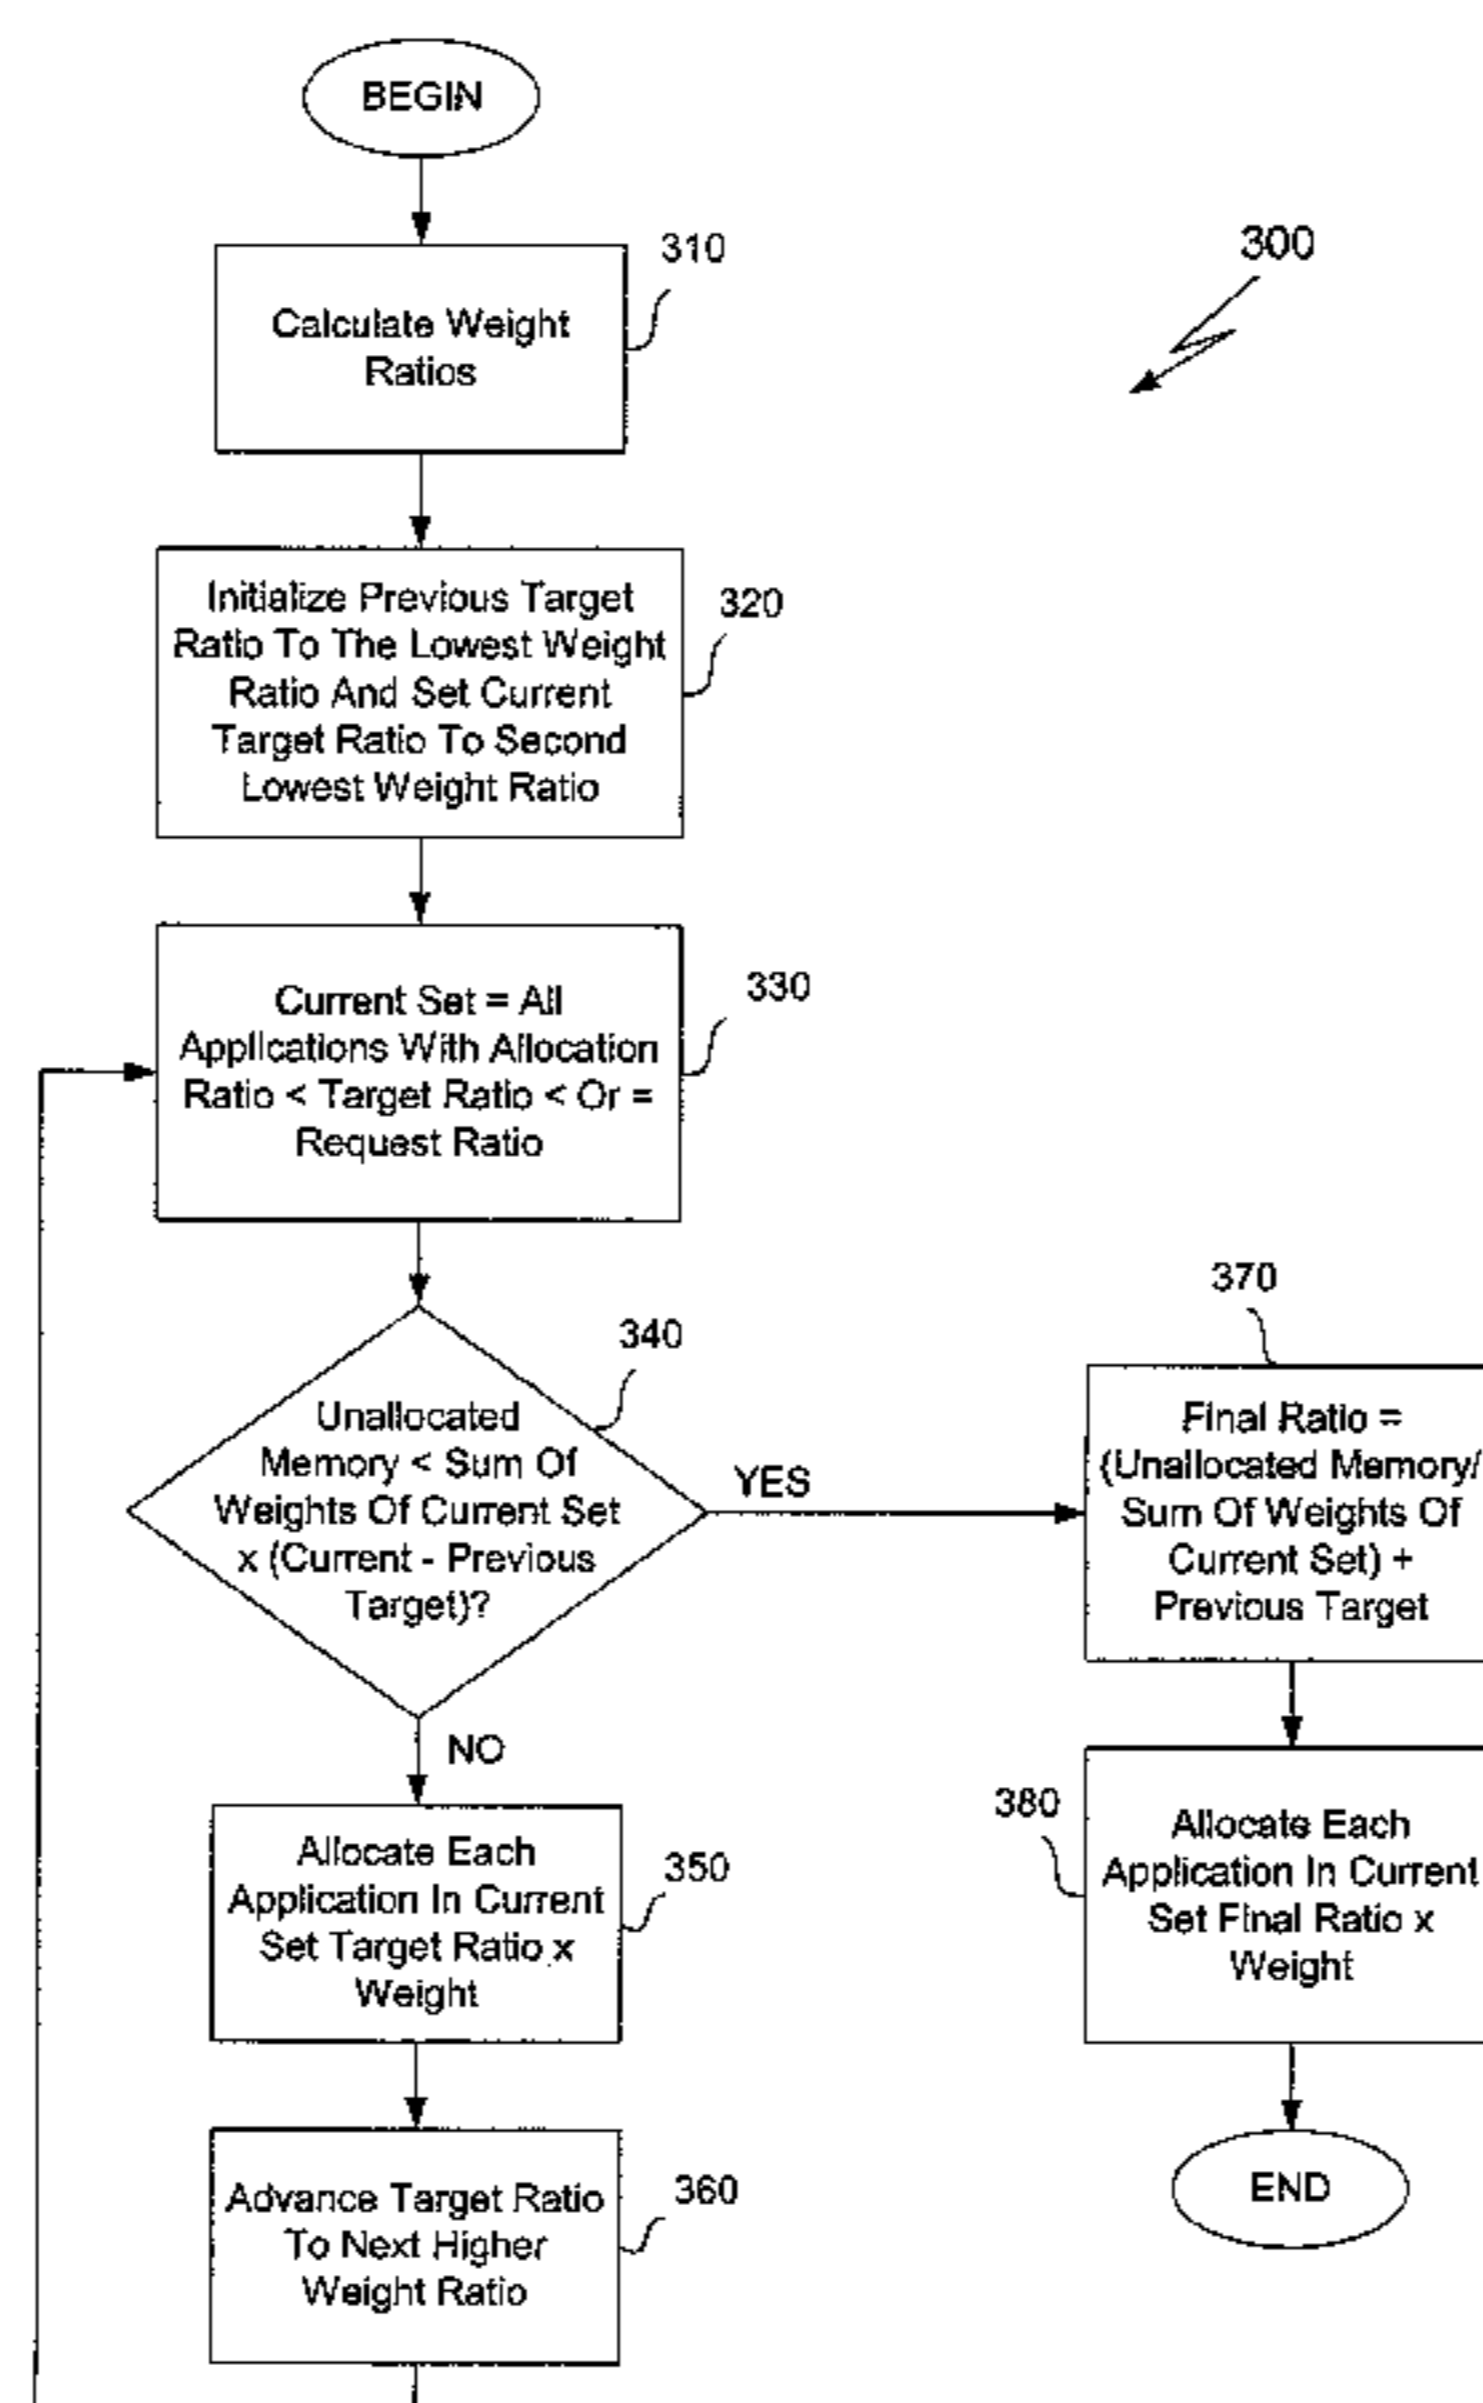 BEGIN
310
Calculate Weight
Ratios
300
Initialize Previous Target
Ratio To The Lowest Weight
Ratio And Set Current
Target Ratio To Second
Lowest Weight Ratio
320
Current Set = All
Applications With Allocation
Ratio < Target Ratio < Or =
Request Ratio
330
340
Unallocated
Memory < Sum Of
Weights Of Current Set
x (Current - Previous
Target)?
YES
370
Final Ratio =
(Unallocated Memory/
Sum Of Weights Of
Current Set) +
Previous Target
NO
350
Allocate Each
Application In Current
Set Target Ratio x
Weight
380
Allocate Each
Application In Current
Set Final Ratio x
Weight
360
Advance Target Ratio
To Next Higher
Weight Ratio
END